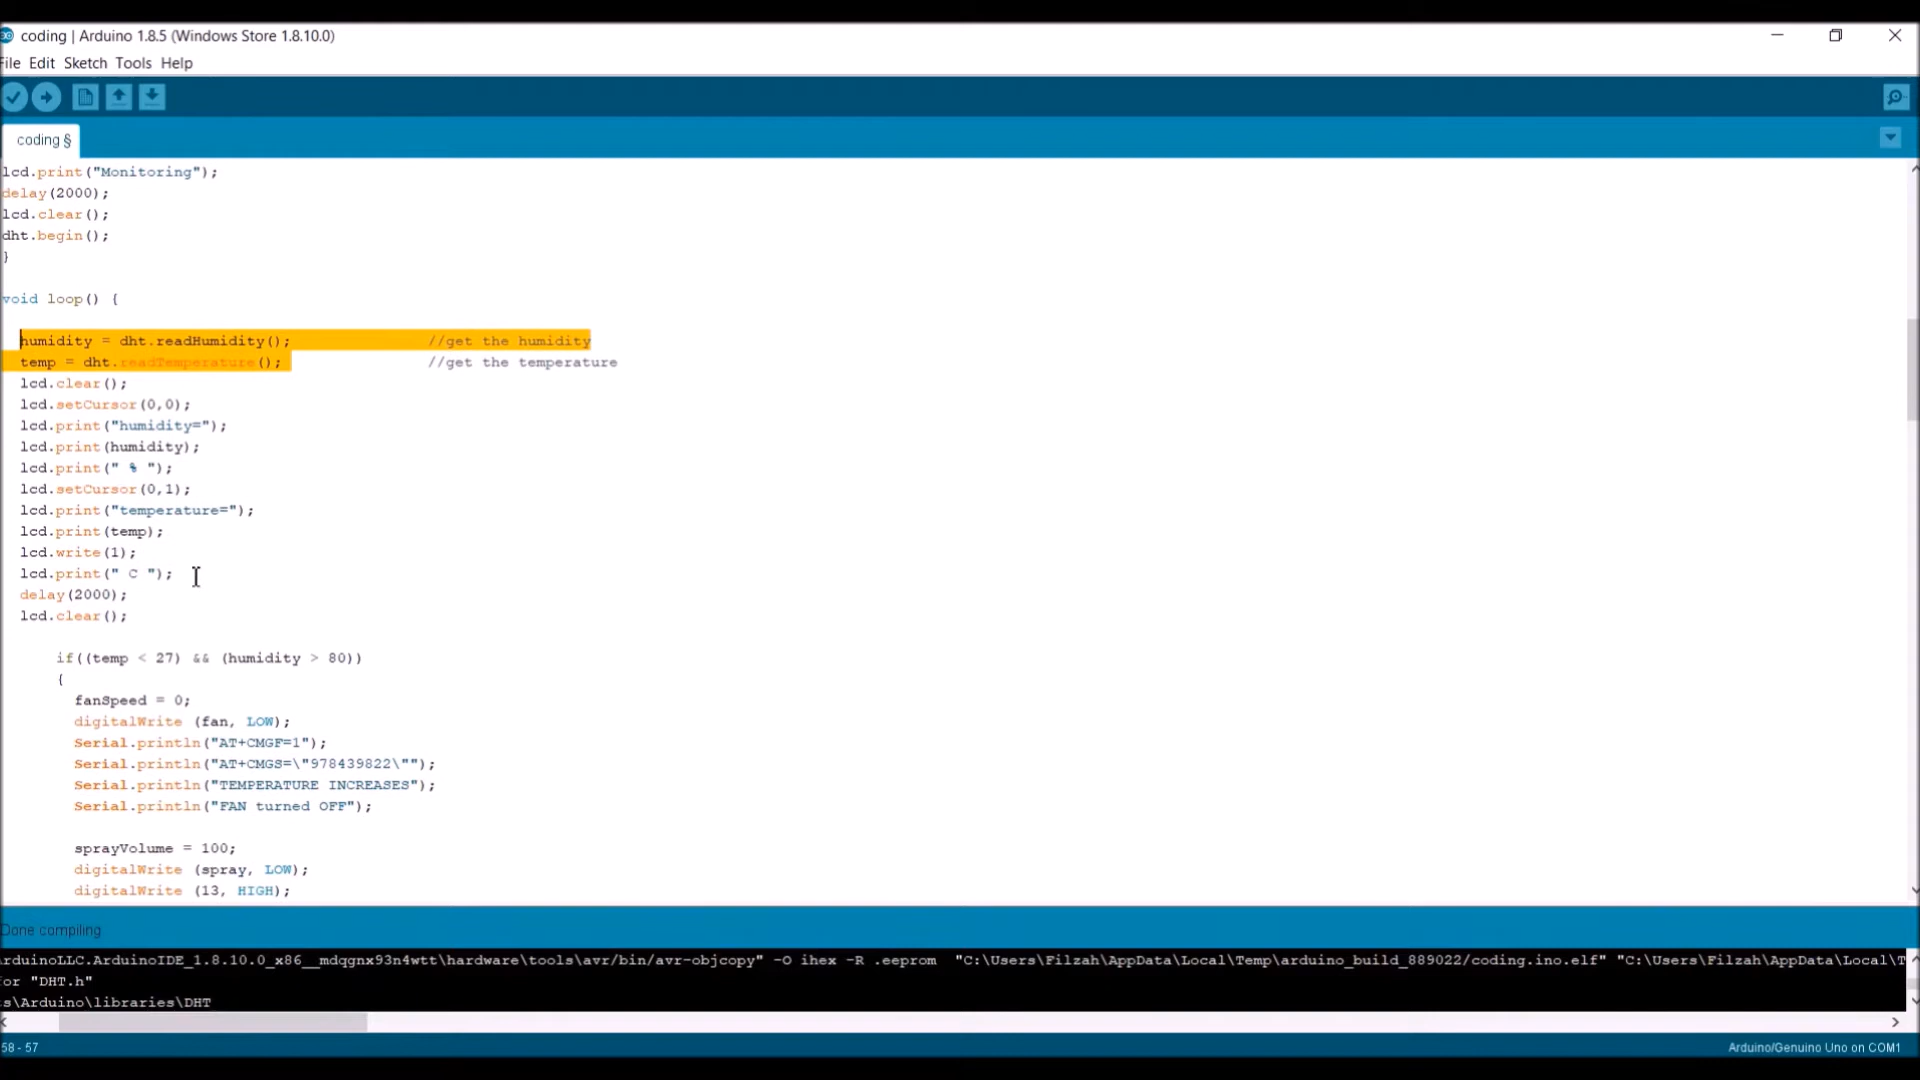 coding | Arduino 1.8.5 (Windows Store 1.8.10.0)
File Edit Sketch Tools Help
coding §
lcd.print("Monitoring");
delay(2000);
lcd.clear();
dht.begin();
}
void loop() {
humidity = dht.readHumidity(); //get the humidity
temp = dht.readTemperature(); //get the temperature
lcd.clear();
lcd.setCursor(0,0);
lcd.print("humidity=");
lcd.print(humidity);
lcd.print(" % ");
lcd.setCursor(0,1);
lcd.print("temperature=");
lcd.print(temp);
lcd.write(1);
lcd.print(" C ");
delay(2000);
lcd.clear();
if((temp < 27) && (humidity > 80))
{
fanSpeed = 0;
digitalWrite (fan, LOW);
Serial.println("AT+CMGF=1");
Serial.println("AT+CMGS=\"978439822\"");
Serial.println("TEMPERATURE INCREASES");
Serial.println("FAN turned OFF");
sprayVolume = 100;
digitalWrite (spray, LOW);
digitalWrite (13, HIGH);
Done compiling
rduinoLLC.ArduinoIDE_1.8.10.0_x86__mdqgnx93n4wtt\hardware\tools\avr/bin/avr-objcopy" -O ihex -R .eeprom "C:\Users\Filzah\AppData\Local\Temp\arduino_build_889022/coding.ino.elf" "C:\Users\Filzah\AppData\Local\T
or "DHT.h"
s\Arduino\libraries\DHT
58 - 57
Arduino/Genuino Uno on COM1